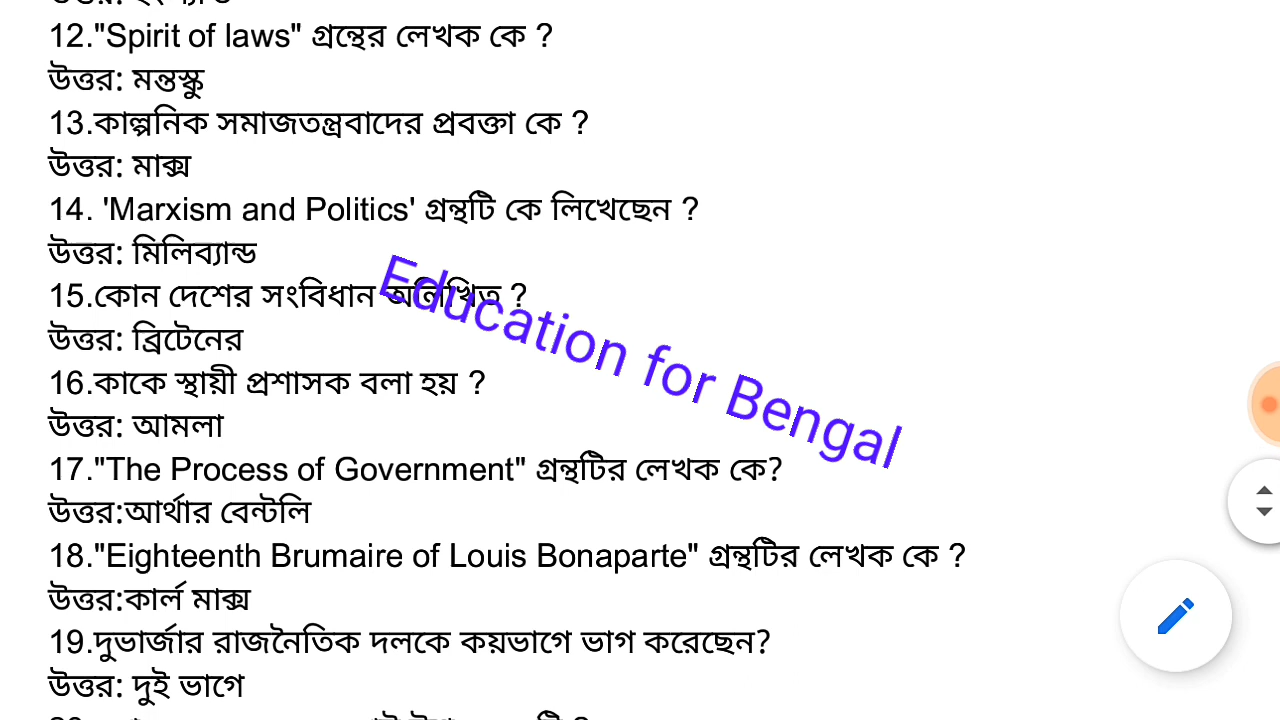 12."Spirit of laws" গ্রন্থের লেখক কে ?
উত্তর: মন্তস্কু
13.কাল্পনিক সমাজতন্ত্রবাদের প্রবক্তা কে ?
উত্তর: মাক্স
14. 'Marxism and Politics' গ্রন্থটি কে লিখেছেন ?
উত্তর: মিলিব্যান্ড
15.কোন দেশের সংবিধান অলিখিত ?
উত্তর: ব্রিটেনের
Education for Bengal
16.কাকে স্থায়ী প্রশাসক বলা হয় ?
উত্তর: আমলা
17."The Process of Government" গ্রন্থটির লেখক কে?
উত্তর:আর্থার বেন্টলি
18."Eighteenth Brumaire of Louis Bonaparte" গ্রন্থটির লেখক কে ?
উত্তর:কার্ল মাক্স
19.দুভার্জার রাজনৈতিক দলকে কয়ভাগে ভাগ করেছেন?
উত্তর: দুই ভাগে